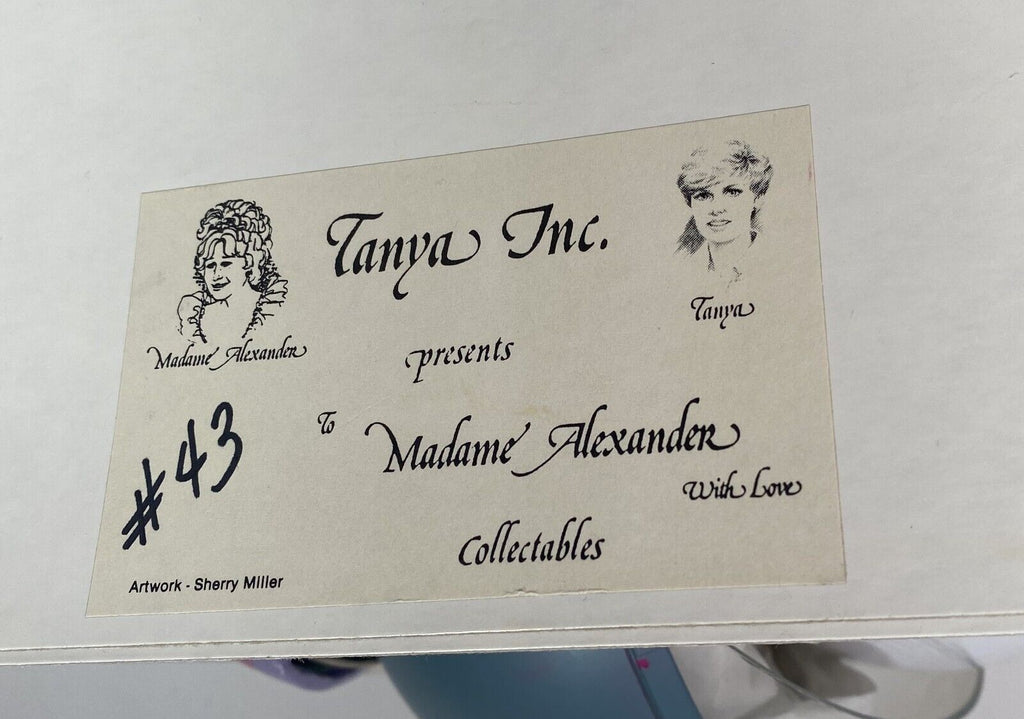 Tanya Inc.
Tanya
Madame Alexander
presents
To Madame Alexander
With Love
#43
Collectables
Artwork - Sherry Miller